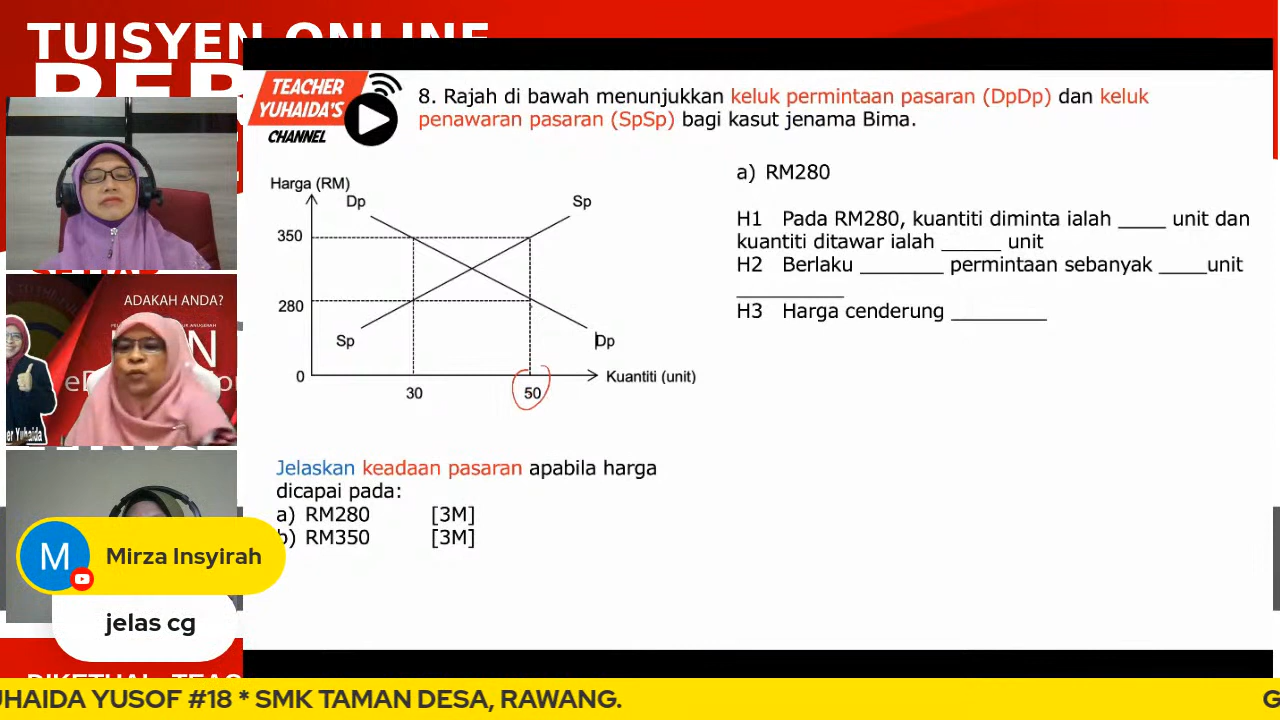 TUISYEN ONLINE
TEACHER
YUHAIDA'S
CHANNEL
8. Rajah di bawah menunjukkan keluk permintaan pasaran (DpDp) dan keluk
penawaran pasaran (SpSp) bagi kasut jenama Bima.
Harga (RM)
Dp
Sp
350
280
Sp
Dp
0
30
50
Kuantiti (unit)
a) RM280
H1 Pada RM280, kuantiti diminta ialah ____ unit dan
kuantiti ditawar ialah _____ unit
H2 Berlaku _______ permintaan sebanyak ____unit
_________
H3 Harga cenderung ________
Jelaskan keadaan pasaran apabila harga
dicapai pada:
a) RM280 [3M]
b) RM350 [3M]
ADAKAH ANDA?
Mirza Insyirah
M
jelas cg
UHAIDA YUSOF #18 * SMK TAMAN DESA, RAWANG.
G